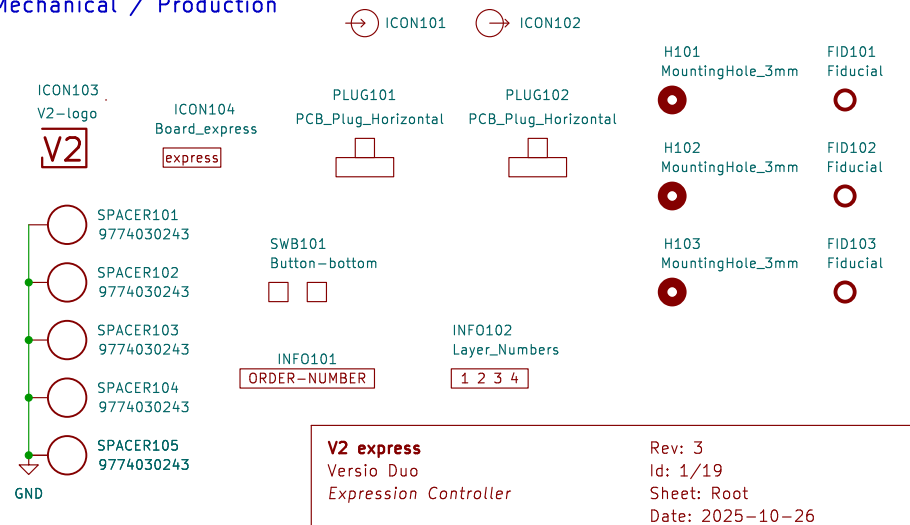 Mechanical / Production
ICON101
ICON102
ICON103
V2-logo
V2
ICON104
Board_express
express
PLUG101
PCB_Plug_Horizontal
PLUG102
PCB_Plug_Horizontal
H101
MountingHole_3mm
FID101
Fiducial
H102
MountingHole_3mm
FID102
Fiducial
H103
MountingHole_3mm
FID103
Fiducial
SPACER101
9774030243
SPACER102
9774030243
SPACER103
9774030243
SPACER104
9774030243
SPACER105
9774030243
GND
SWB101
Button-bottom
INFO101
ORDER-NUMBER
INFO102
Layer_Numbers
1 2 3 4
V2 express
Versio Duo
Expression Controller
Rev: 3
Id: 1/19
Sheet: Root
Date: 2025-10-26